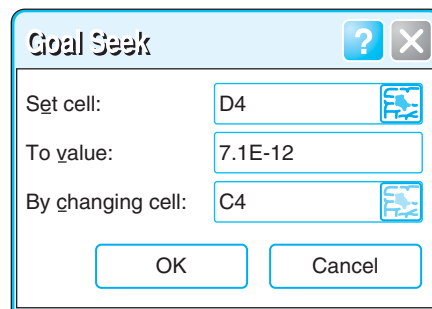 Goal Seek ?
Set cell: D4
To value: 7.1E-12
By changing cell: C4
OK Cancel